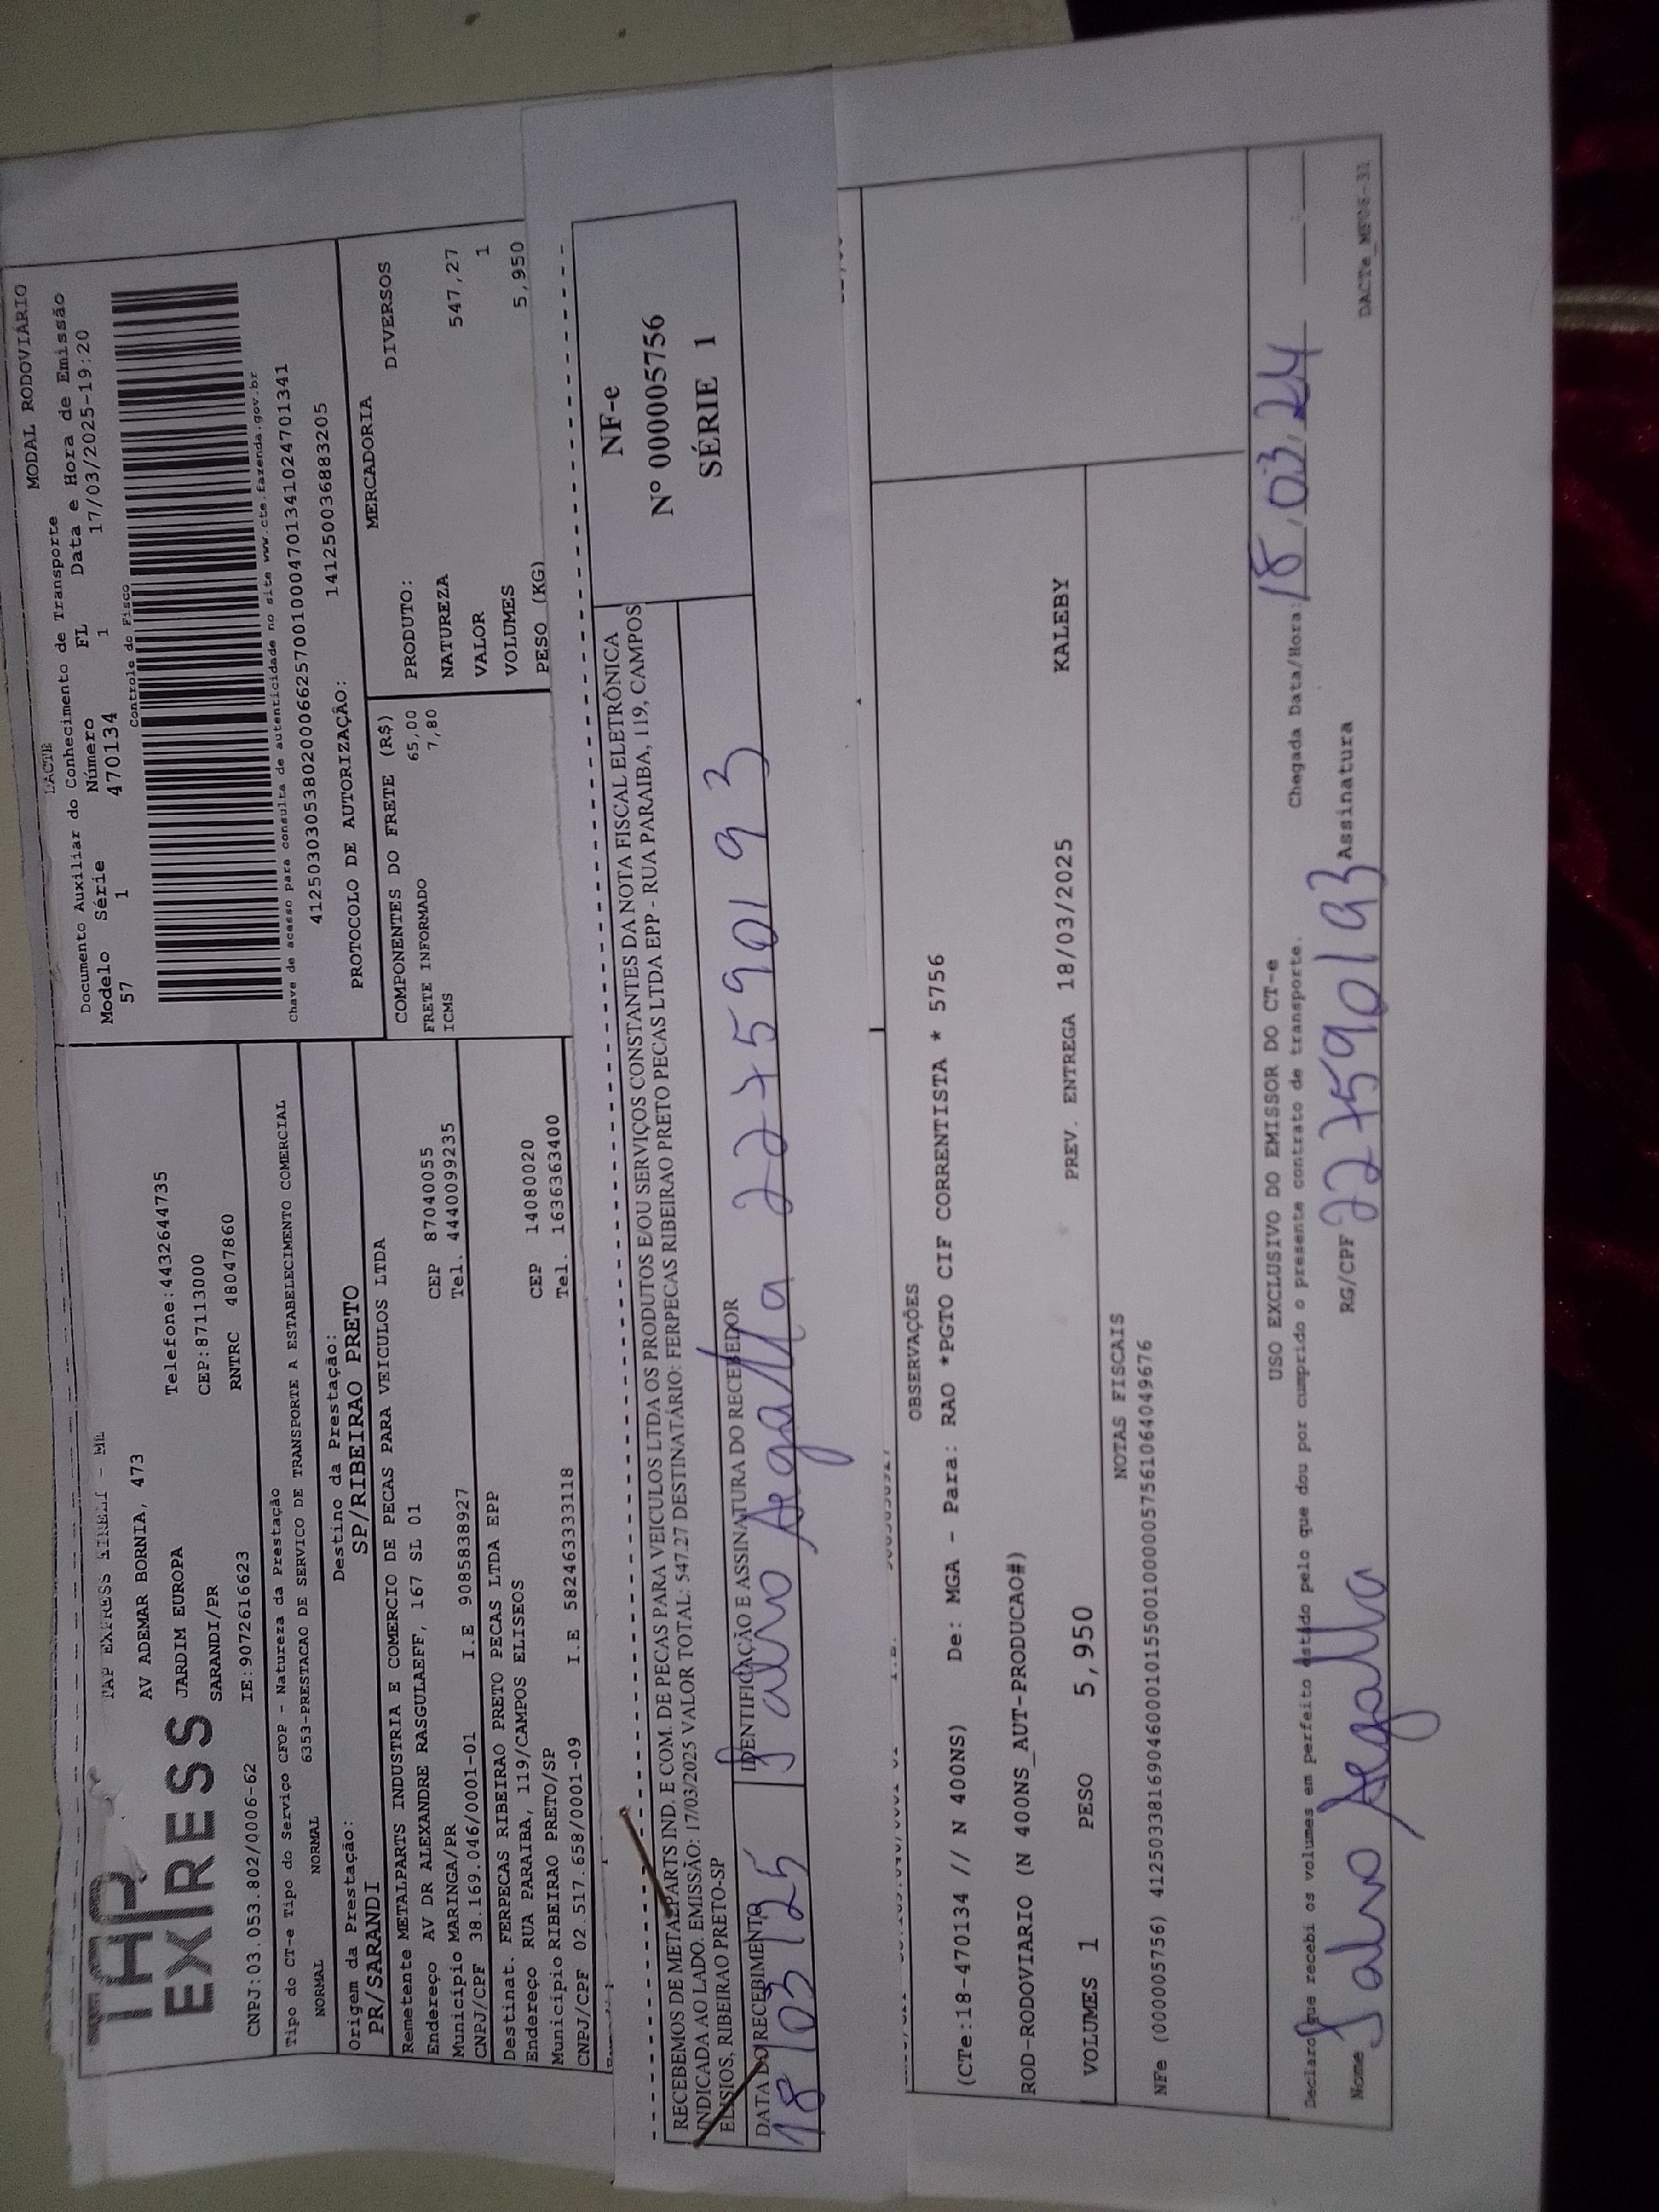 DACTE
MODAL RODOVIÁRIO
Documento Auxiliar do Conhecimento de Transporte
Modelo Série Número FL Data e Hora de Emissão
57 1 470134 1 17/03/2025-19:20
Controle do Fisco
TAP EXPRESS
TAP EXPRESS EIRELI - ME
AV ADEMAR BORNIA, 473
JARDIM EUROPA Telefone:4432644735
SARANDI/PR CEP:87113000
CNPJ:03.053.802/0006-62 IE:9072616623 RNTRC 48047860
Chave de acesso para consulta de autenticidade no site www.cte.fazenda.gov.br
41250303053802000662570010004701341024701341
PROTOCOLO DE AUTORIZAÇÃO: 141250036883205
Tipo do CT-e Tipo do Serviço CFOP - Natureza da Prestação
NORMAL NORMAL 6353-PRESTACAO DE SERVICO DE TRANSPORTE A ESTABELECIMENTO COMERCIAL
Origem da Prestação: Destino da Prestação:
PR/SARANDI SP/RIBEIRAO PRETO
Remetente METALPARTS INDUSTRIA E COMERCIO DE PECAS PARA VEICULOS LTDA
Endereço AV DR ALEXANDRE RASGULAEFF, 167 SL 01
Município MARINGA/PR CEP 87040055
CNPJ/CPF 38.169.046/0001-01 I.E 9085838927 Tel. 4440099235
Destinat. FERPECAS RIBEIRAO PRETO PECAS LTDA EPP
Endereço RUA PARAIBA, 119/CAMPOS ELISEOS
Município RIBEIRAO PRETO/SP CEP 14080020
CNPJ/CPF 02.517.658/0001-09 I.E 582463333118 Tel. 1636363400
COMPONENTES DO FRETE (R$)
FRETE INFORMADO 65,00
ICMS 7,80
MERCADORIA
PRODUTO: DIVERSOS
NATUREZA
VALOR 547,27
VOLUMES 1
PESO (KG) 5,950
RECEBEMOS DE METALPARTS IND. E COM. DE PECAS PARA VEICULOS LTDA OS PRODUTOS E/OU SERVIÇOS CONSTANTES DA NOTA FISCAL ELETRÔNICA
INDICADA AO LADO. EMISSÃO: 17/03/2025 VALOR TOTAL: 547.27 DESTINATÁRIO: FERPECAS RIBEIRAO PRETO PECAS LTDA EPP - RUA PARAIBA, 119, CAMPOS
ELISIOS, RIBEIRAO PRETO-SP
NF-e
Nº 000005756
SÉRIE 1
DATA DO RECEBIMENTO IDENTIFICAÇÃO E ASSINATURA DO RECEBEDOR
18/03/25 22759019 3
OBSERVAÇÕES
(CTe:18-470134 // N 400NS) De: MGA - Para: RAO *PGTO CIF CORRENTISTA * 5756
ROD-RODOVIARIO (N 400NS_AUT-PRODUCAO#)
VOLUMES 1 PESO 5,950 PREV. ENTREGA 18/03/2025 KALEBY
NOTAS FISCAIS
NFe (000005756) 41250338169046000101550010000057561064049676
USO EXCLUSIVO DO EMISSOR DO CT-e
Declaro que recebi os volumes em perfeito estado pelo que dou por cumprido o presente contrato de transporte.
Chegada Data/Hora: 18/03/24
Nome RG/CPF 227590193 Assinatura